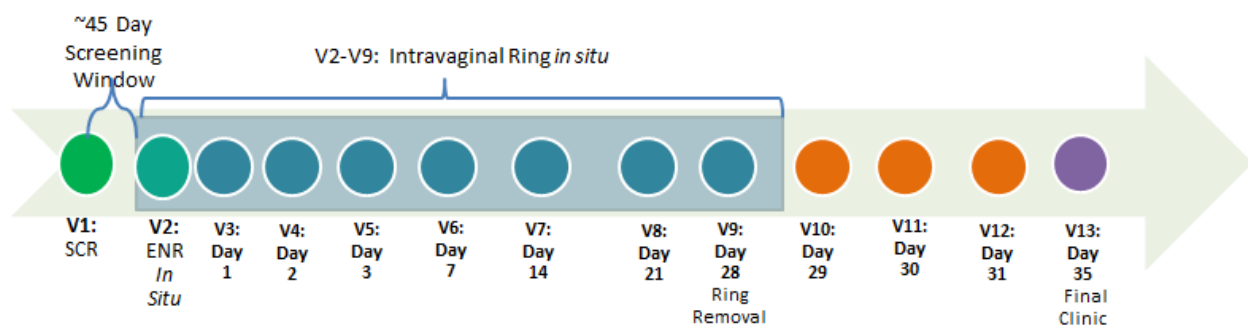 ~45 Day
Screening
Window
V2-V9: Intravaginal Ring in situ
V1:
SCR
V2:
ENR
In
Situ
V3:
Day
1
V4:
Day
2
V5:
Day
3
V6:
Day
7
V7:
Day
14
V8:
Day
21
V9:
Day
28
Ring
Removal
V10:
Day
29
V11:
Day
30
V12:
Day
31
V13:
Day
35
Final
Clinic